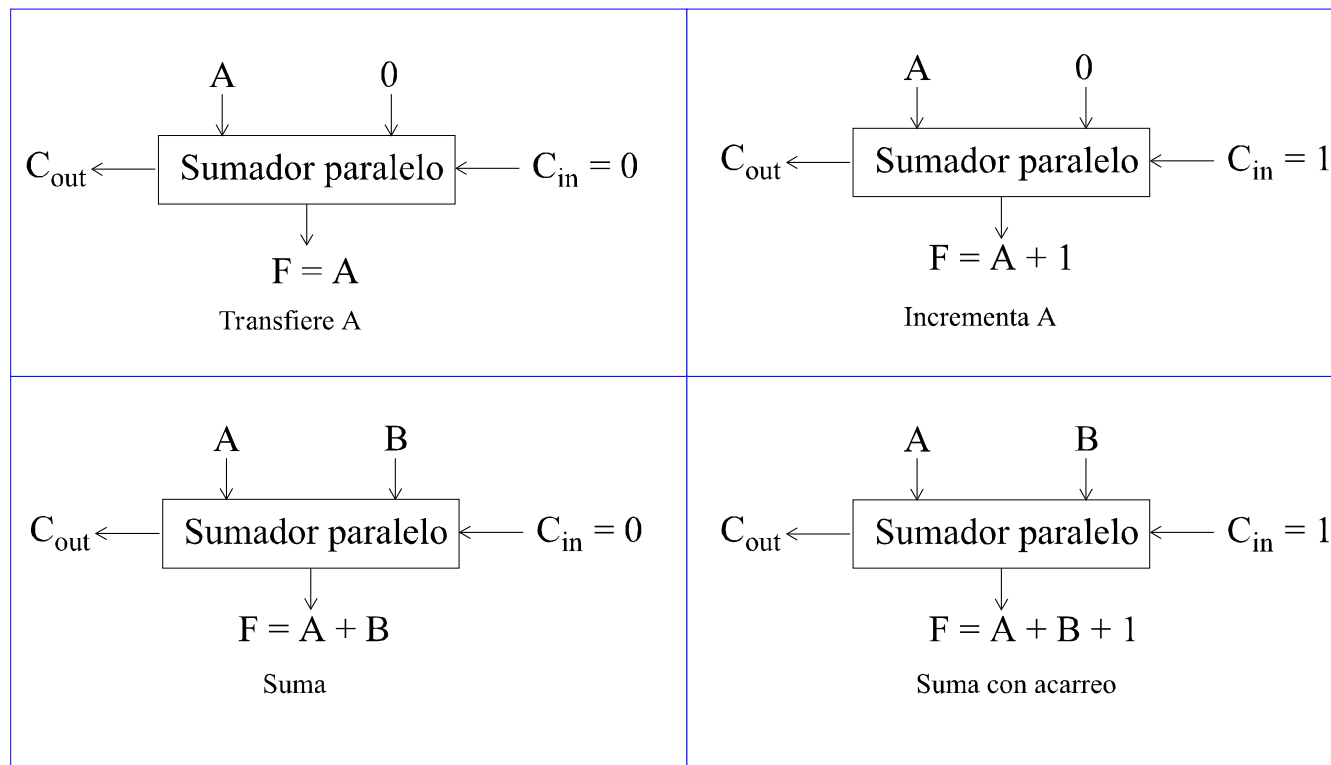 A 0
C_out Sumador paralelo C_in = 0
F = A
Transfiere A
A 0
C_out Sumador paralelo C_in = 1
F = A + 1
Incrementa A
A B
C_out Sumador paralelo C_in = 0
F = A + B
Suma
A B
C_out Sumador paralelo C_in = 1
F = A + B + 1
Suma con acarreo